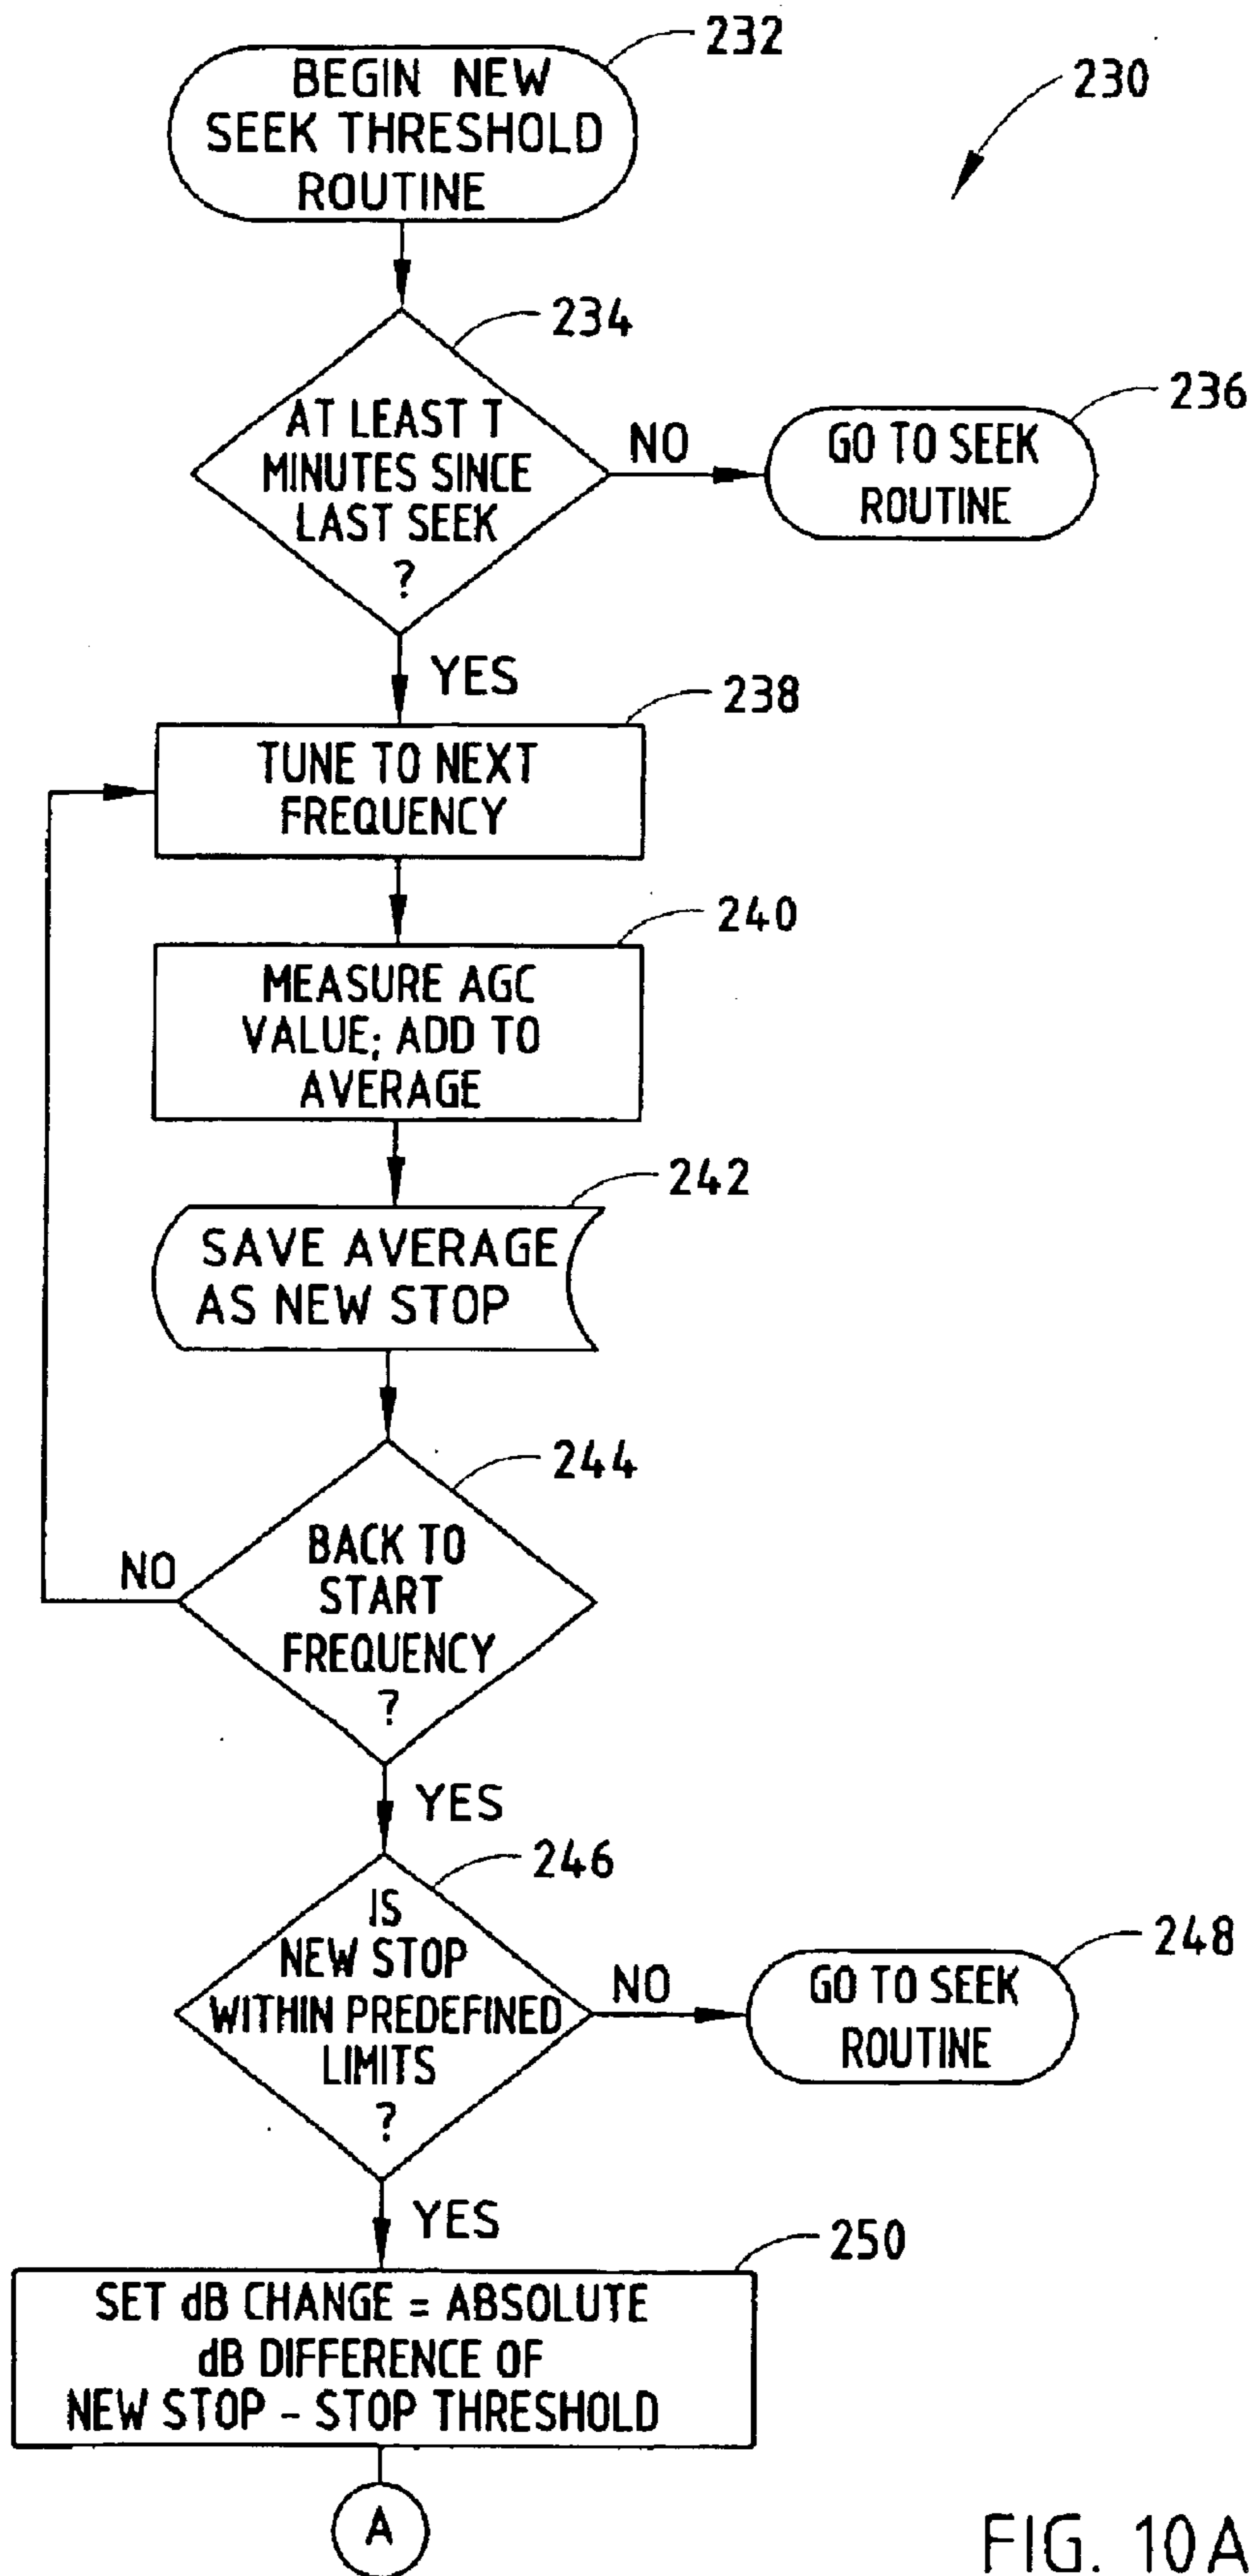 232
BEGIN NEW
SEEK THRESHOLD
ROUTINE
230
234
AT LEAST T
MINUTES SINCE
LAST SEEK
?
NO
236
GO TO SEEK
ROUTINE
YES
238
TUNE TO NEXT
FREQUENCY
240
MEASURE AGC
VALUE; ADD TO
AVERAGE
242
SAVE AVERAGE
AS NEW STOP
244
BACK TO
START
FREQUENCY
?
NO
YES
246
IS
NEW STOP
WITHIN PREDEFINED
LIMITS
?
NO
248
GO TO SEEK
ROUTINE
YES
250
SET dB CHANGE = ABSOLUTE
dB DIFFERENCE OF
NEW STOP – STOP THRESHOLD
A
FIG. 10A